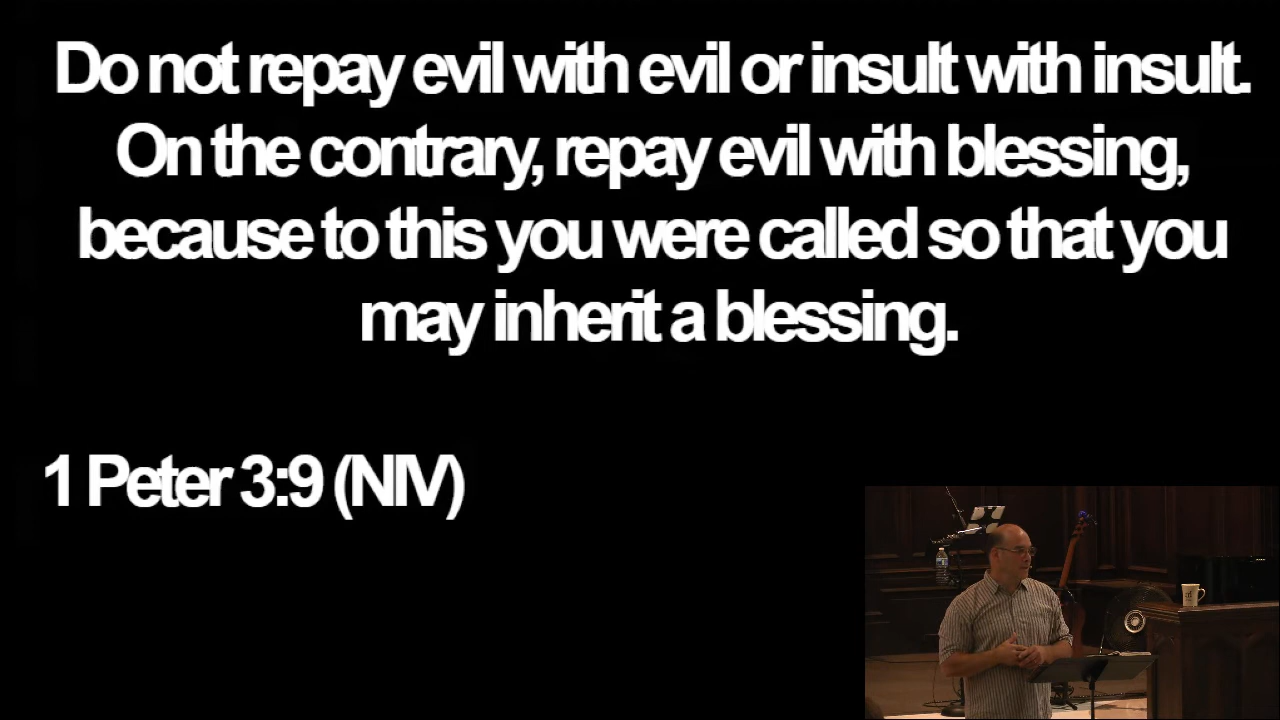 Do not repay evil with evil or insult with insult.
On the contrary, repay evil with blessing,
because to this you were called so that you
may inherit a blessing.
1 Peter 3:9 (NIV)